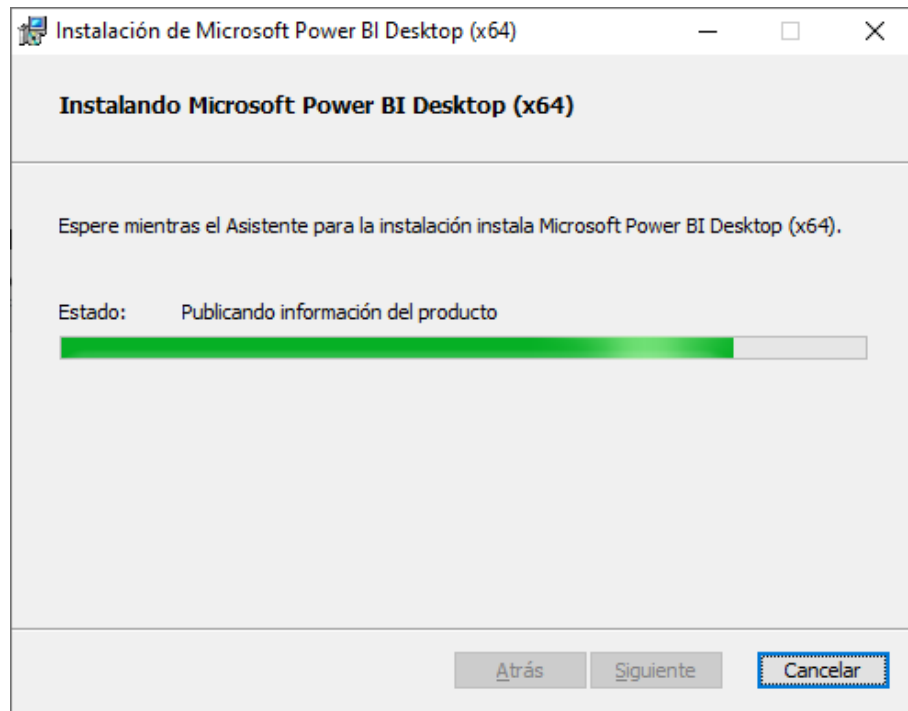 Instalación de Microsoft Power BI Desktop (x64)
Instalando Microsoft Power BI Desktop (x64)
Espere mientras el Asistente para la instalación instala Microsoft Power BI Desktop (x64).
Estado: Publicando información del producto
Atrás Siguiente Cancelar